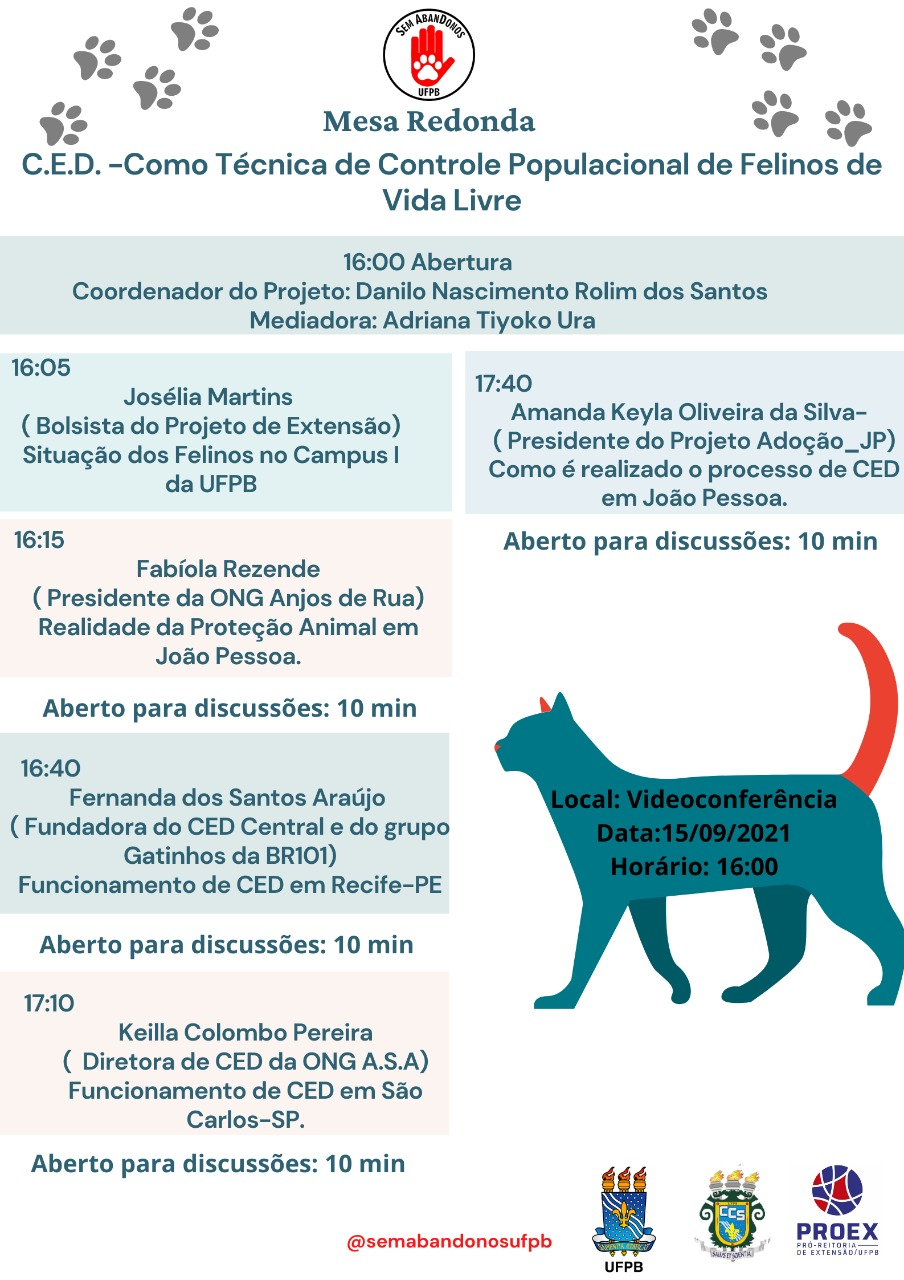 SEM ABANDONOS
UFPB
Mesa Redonda
C.E.D. -Como Técnica de Controle Populacional de Felinos de
Vida Livre
16:00 Abertura
Coordenador do Projeto: Danilo Nascimento Rolim dos Santos
Mediadora: Adriana Tiyoko Ura
16:05
Josélia Martins
( Bolsista do Projeto de Extensão)
Situação dos Felinos no Campus I
da UFPB
16:15
Fabíola Rezende
( Presidente da ONG Anjos de Rua)
Realidade da Proteção Animal em
João Pessoa.
Aberto para discussões: 10 min
16:40
Fernanda dos Santos Araújo
( Fundadora do CED Central e do grupo
Gatinhos da BR101)
Funcionamento de CED em Recife-PE
Aberto para discussões: 10 min
17:10
Keilla Colombo Pereira
( Diretora de CED da ONG A.S.A)
Funcionamento de CED em São
Carlos-SP.
Aberto para discussões: 10 min
17:40
Amanda Keyla Oliveira da Silva-
( Presidente do Projeto Adoção_JP)
Como é realizado o processo de CED
em João Pessoa.
Aberto para discussões: 10 min
Local: Videoconferência
Data:15/09/2021
Horário: 16:00
@semabandonosufpb
UFPB
CCS
PROEX
PRÓ-REITORIA
DE EXTENSÃO/UFPB